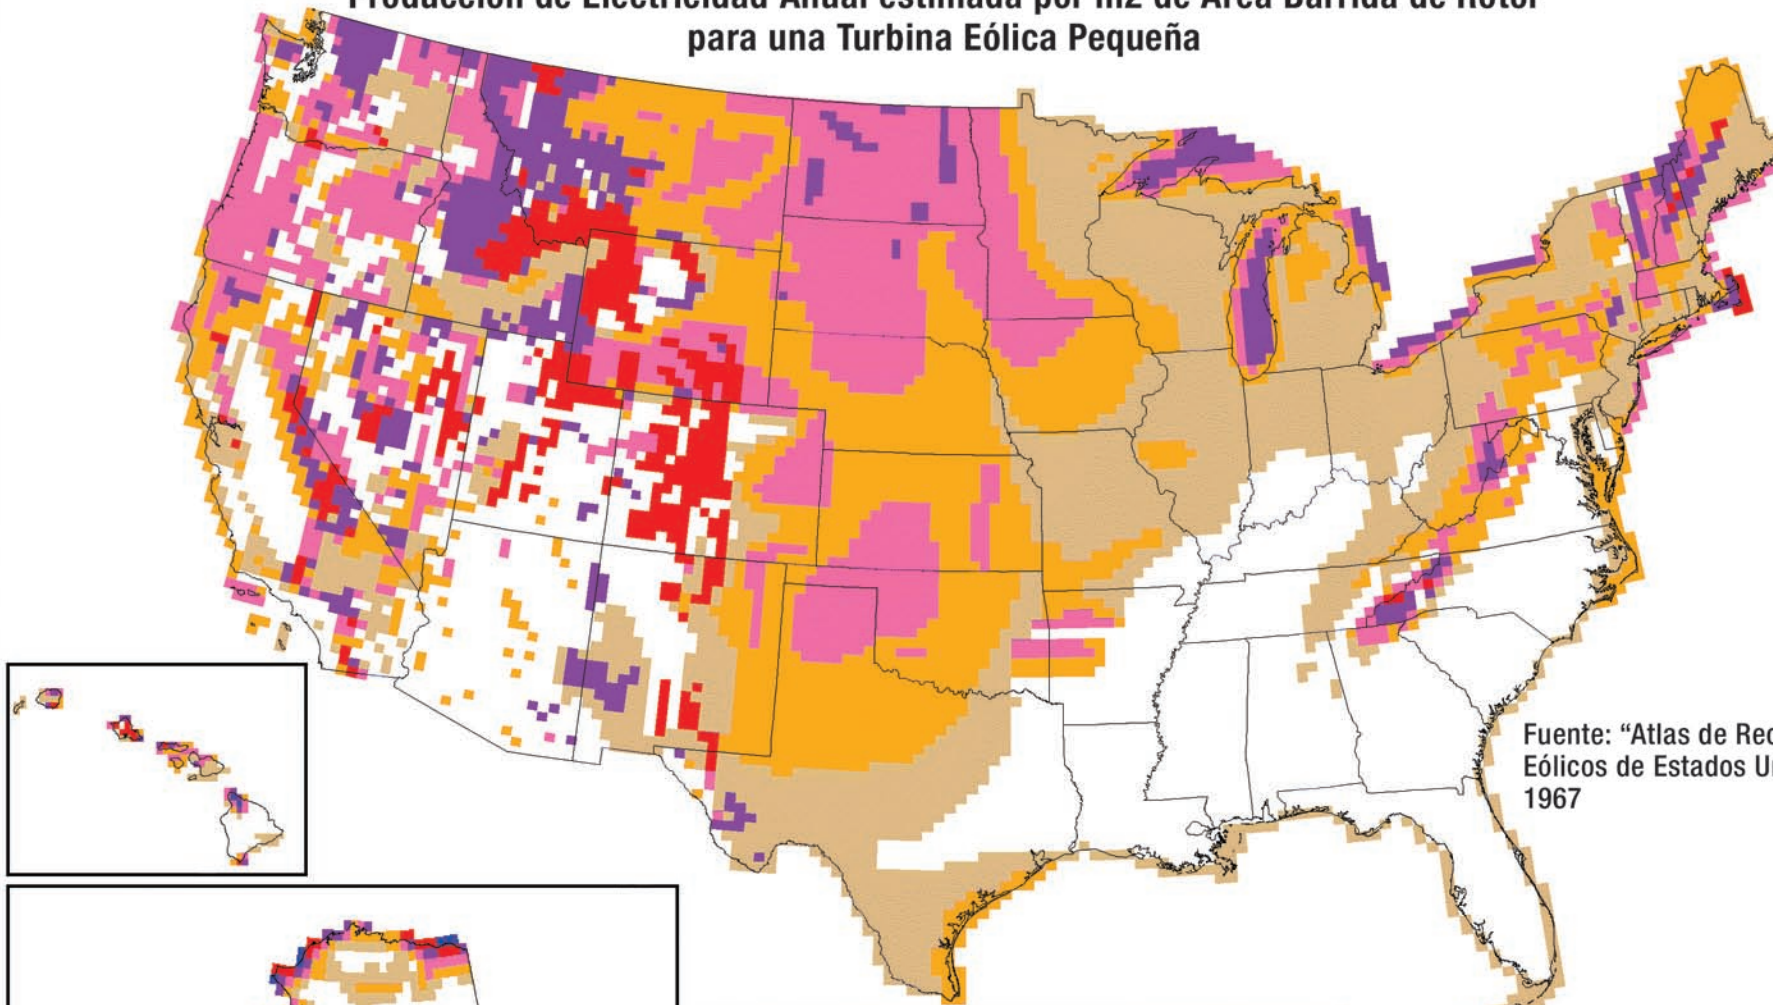 Producción de Electricidad Anual estimada por m2 de Área Barrida de Rotor
para una Turbina Eólica Pequeña
Fuente: “Atlas de
Eólicos de Estados
1967